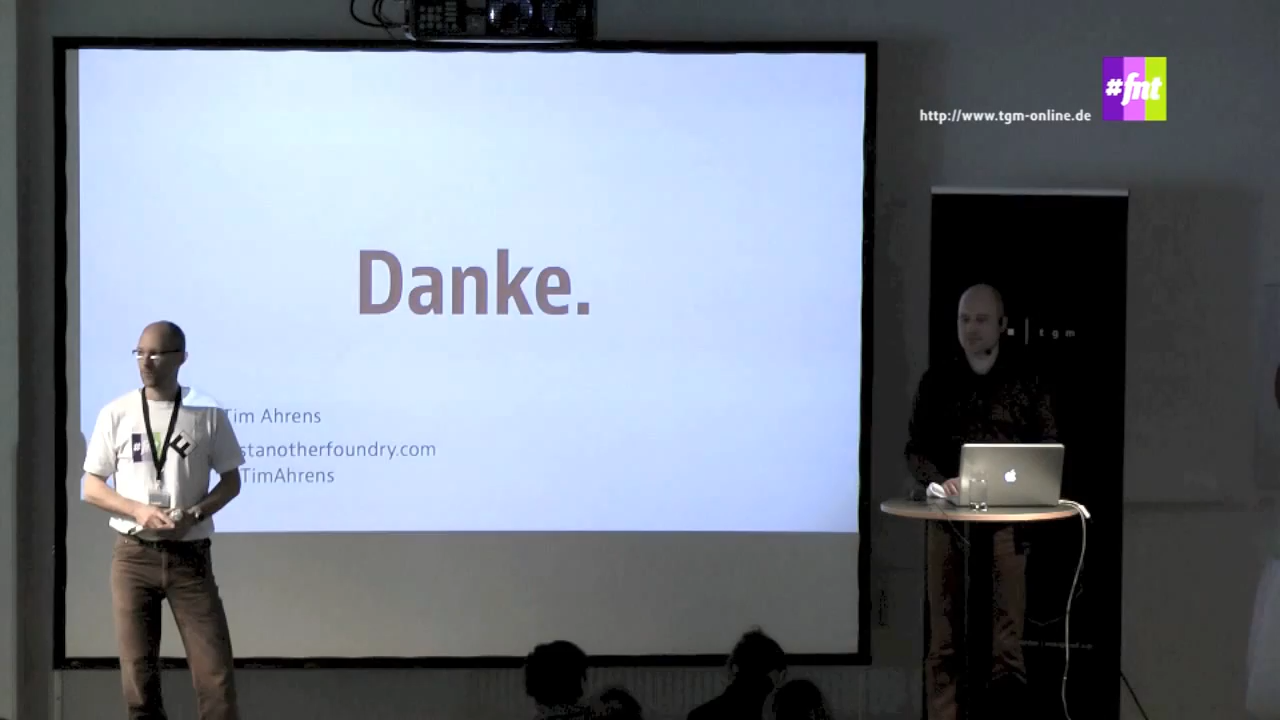 #fnt
http://www.tgm-online.de
Danke.
Tim Ahrens
stanotherfoundry.com
TimAhrens
tgm